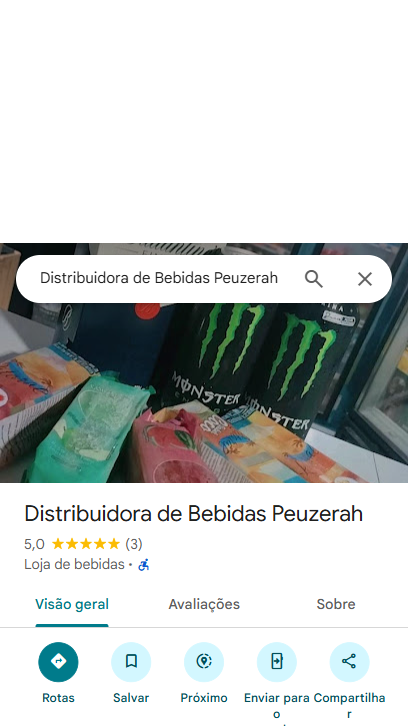 Distribuidora de Bebidas Peuzerah
MONSTER
MONSTER
Distribuidora de Bebidas Peuzerah
5,0 ★★★★★ (3)
Loja de bebidas •
Visão geral
Avaliações
Sobre
Rotas
Salvar
Próximo
Enviar para
o
Compartilha
r